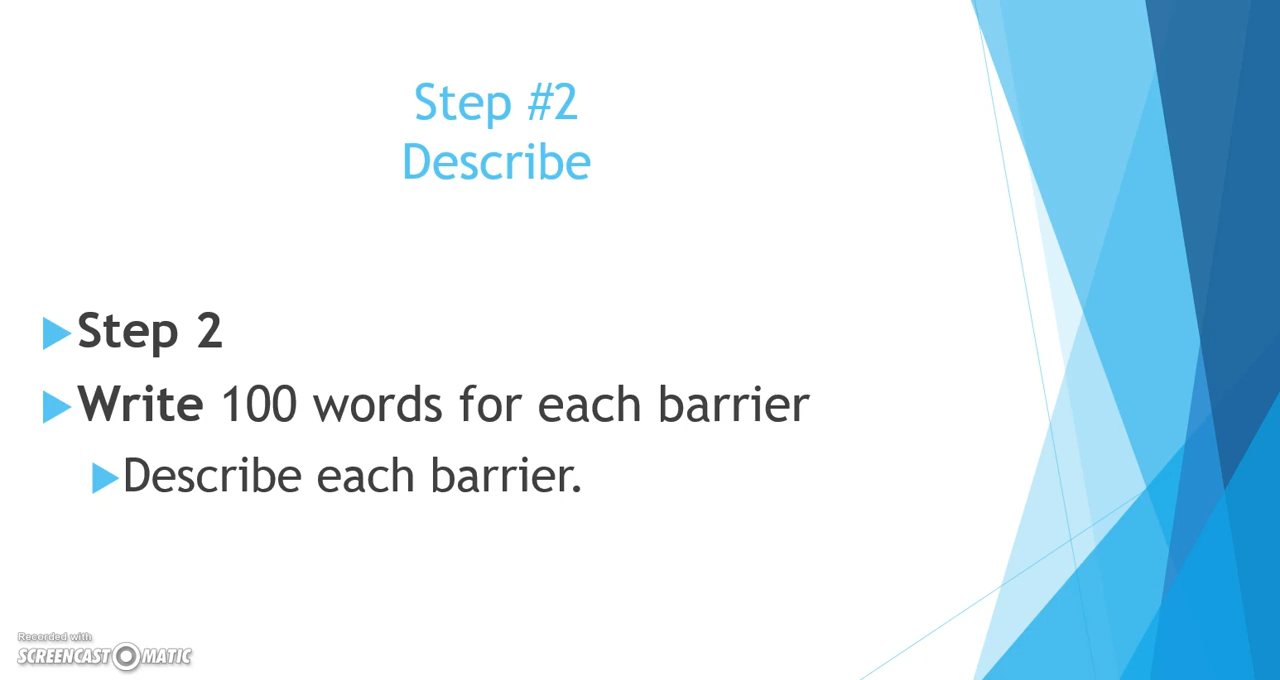 Step #2
Describe
Step 2
Write 100 words for each barrier
Describe each barrier.
Recorded with
SCREENCAST MATIC